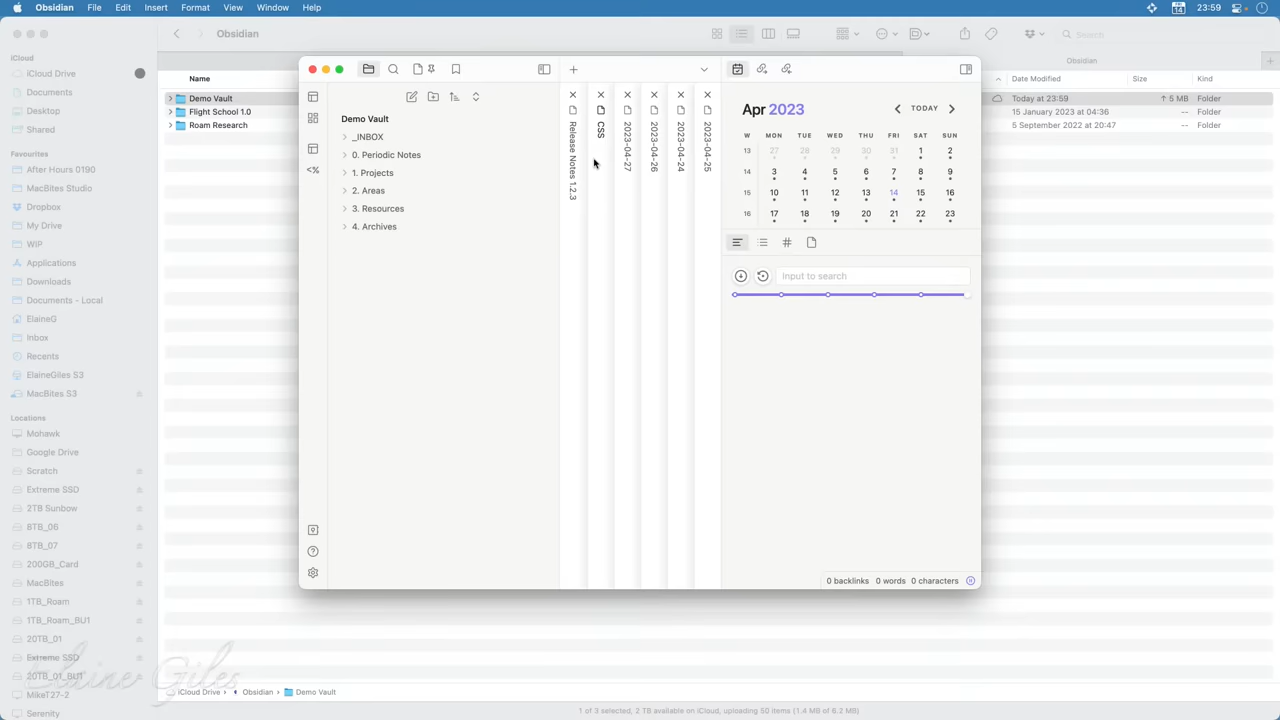 Obsidian File Edit Insert Format View Window Help 14 23:59
Obsidian
Search
Obsidian
iCloud
iCloud Drive
Documents
Desktop
Shared
Favourites
After Hours 0190
MacBites Studio
Dropbox
My Drive
WiP
Applications
Downloads
Documents - Local
ElaineG
Inbox
Recents
ElaineGiles S3
MacBites S3
Locations
Mohawk
Google Drive
Scratch
Extreme SSD
2TB Sunbow
8TB_06
8TB_07
200GB_Card
MacBites
1TB_Roam
1TB_Roam_BU1
20TB_01
Extreme SSD
20TB_01_BU1
MikeT27-2
Serenity
Name
Demo Vault
Flight School 1.0
Roam Research
Demo Vault
_INBOX
0. Periodic Notes
1. Projects
2. Areas
3. Resources
4. Archives
Release Notes 1.2.3
CSS
2023-04-27
2023-04-26
2023-04-24
2023-04-25
Apr 2023 TODAY
W MON TUE WED THU FRI SAT SUN
13 27 28 29 30 31 1 2
14 3 4 5 6 7 8 9
15 10 11 12 13 14 15 16
16 17 18 19 20 21 22 23
Input to search
0 backlinks 0 words 0 characters
Date Modified Size Kind
Today at 23:59 5 MB Folder
15 January 2023 at 04:36 -- Folder
5 September 2022 at 20:47 -- Folder
Elaine Giles
iCloud Drive › Obsidian › Demo Vault
1 of 3 selected, 2 TB available on iCloud, uploading 50 items (1.4 MB of 6.2 MB)